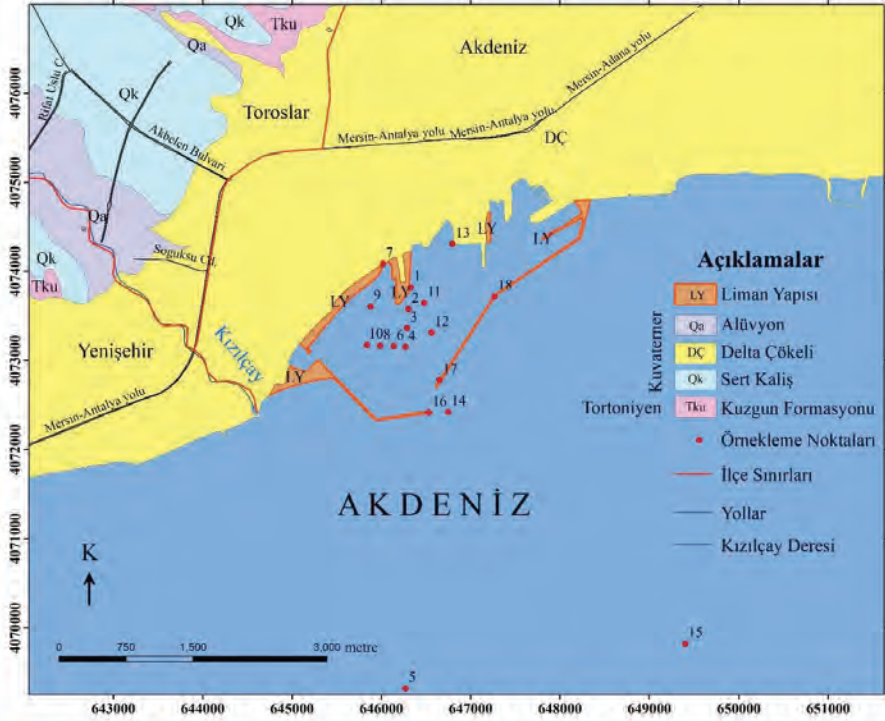 Qk
Tku
Qa
Akdeniz
4076000
Rifat Uslu C.
Qk
Toroslar
Mersin-Adana yolu
Akbelen Bulvari
Mersin-Antalya yolu
Mersin-Antalya yolu
DÇ
4075000
Qa
LY
13
LY
Soguksu Cd.
7
4074000
Qk
Tku
LY
LY
1
9
2
11
18
3
12
Kızılçay
10
8
6
4
4073000
Yenişehir
LY
17
16
14
Mersin-Antalya yolu
4072000
AKDENİZ
4071000
K
4070000
0
750
1,500
3,000 metre
15
5
643000
644000
645000
646000
647000
648000
649000
650000
651000
Açıklamalar
LY Liman Yapısı
Kuvaterner
Qa Alüvyon
DÇ Delta Çökeli
Qk Sert Kaliş
Tortoniyen
Tku Kuzgun Formasyonu
Örnekleme Noktaları
İlçe Sınırları
Yollar
Kızılçay Deresi